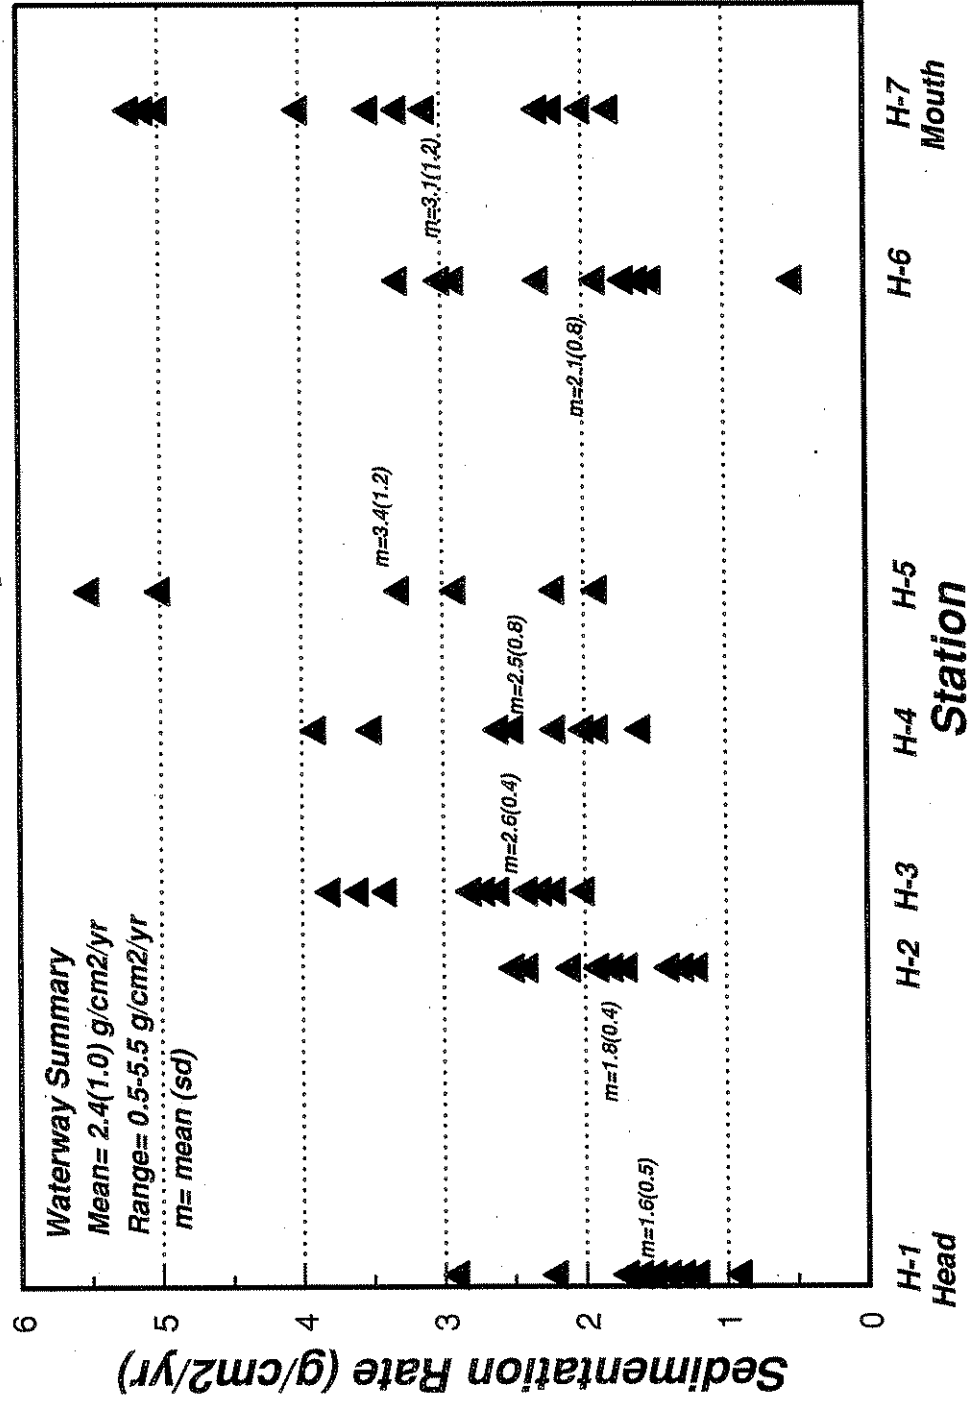 Waterway Summary
Mean= 2.4(1.0) g/cm2/yr
Range= 0.5-5.5 g/cm2/yr
m= mean (sd)
Sedimentation Rate (g/cm2/yr)
6
5
4
3
2
1
0
m=1.6(0.5)
m=1.8(0.4)
m=2.6(0.4)
m=2.5(0.8)
m=3.4(1.2)
m=2.1(0.8)
m=3.1(1.2)
H-1
Head
H-2
H-3
H-4
H-5
H-6
H-7
Mouth
Station